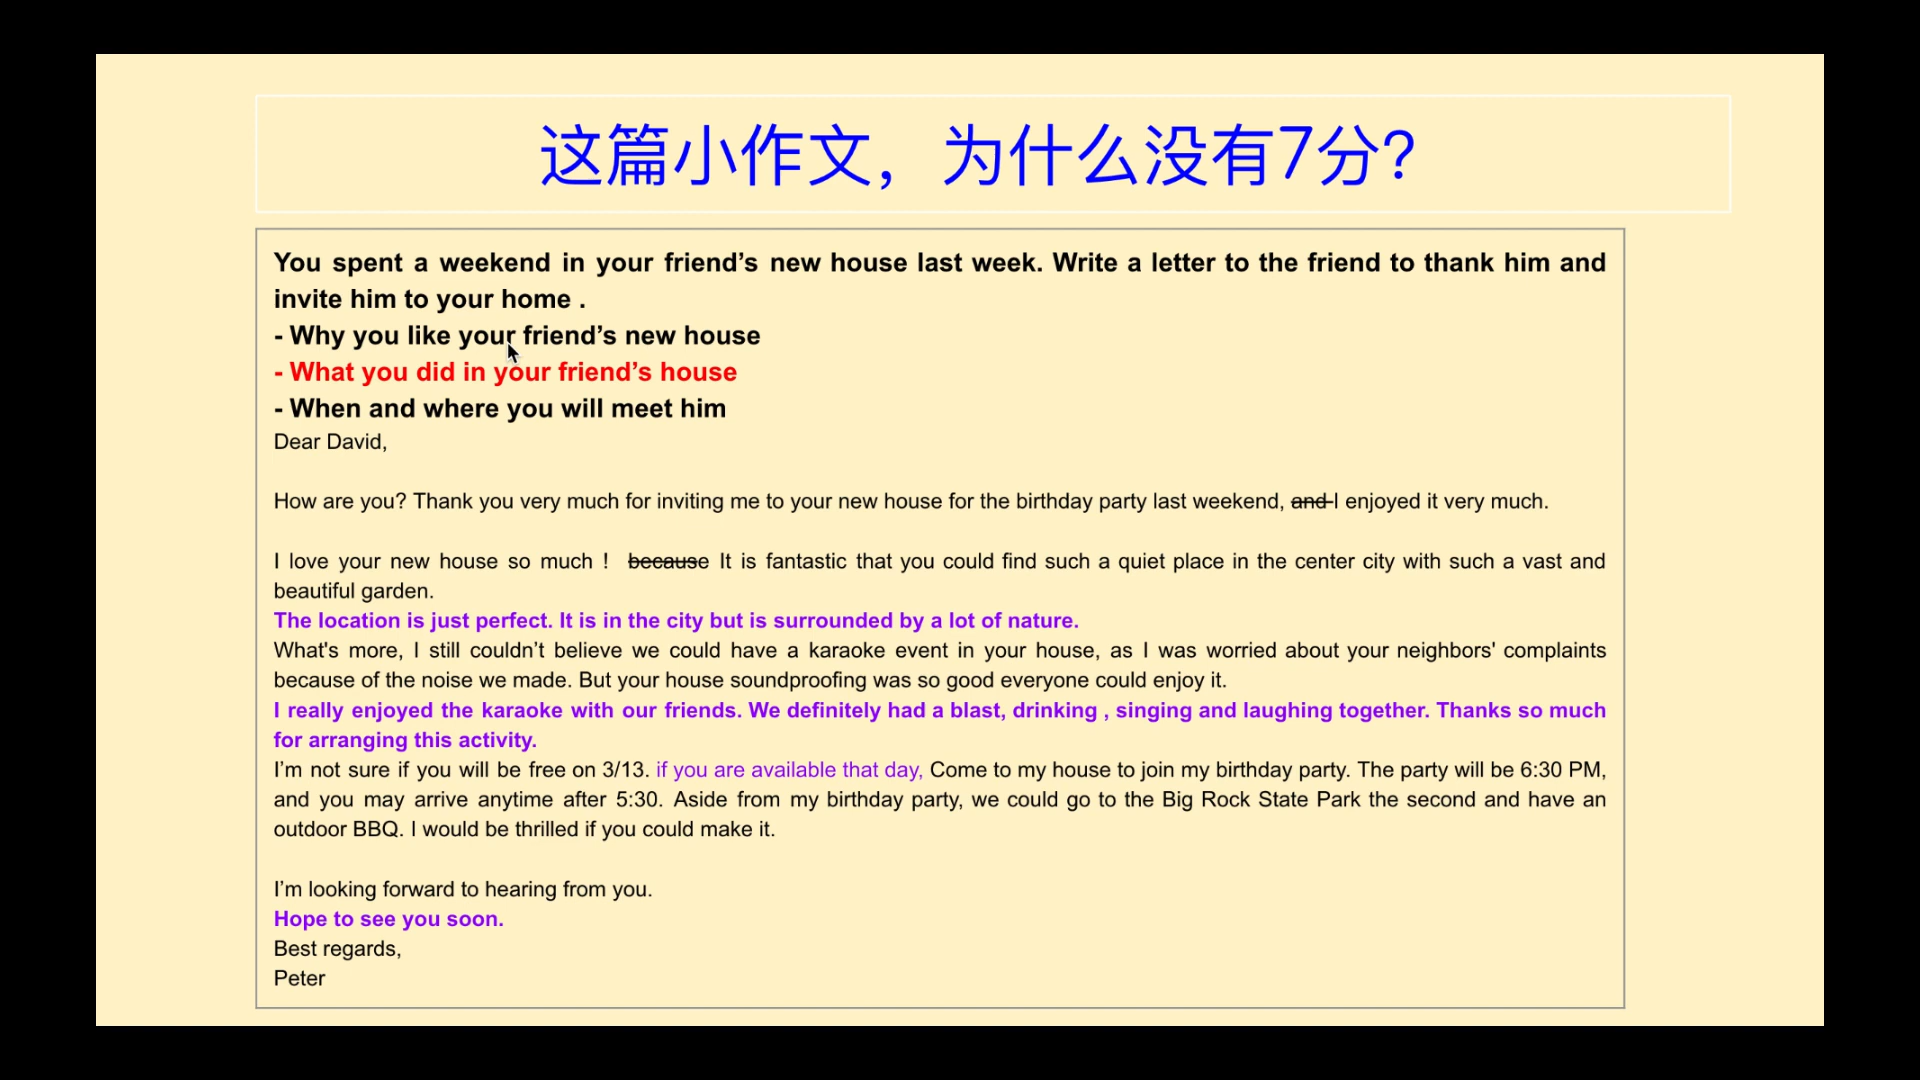 这篇小作文，为什么没有7分?
You spent a weekend in your friend’s new house last week. Write a letter to the friend to thank him and
invite him to your home .
- Why you like your friend’s new house
- What you did in your friend’s house
- When and where you will meet him
Dear David,
How are you? Thank you very much for inviting me to your new house for the birthday party last weekend, and I enjoyed it very much.
I love your new house so much ! because It is fantastic that you could find such a quiet place in the center city with such a vast and
beautiful garden.
The location is just perfect. It is in the city but is surrounded by a lot of nature.
What's more, I still couldn’t believe we could have a karaoke event in your house, as I was worried about your neighbors' complaints
because of the noise we made. But your house soundproofing was so good everyone could enjoy it.
I really enjoyed the karaoke with our friends. We definitely had a blast, drinking , singing and laughing together. Thanks so much
for arranging this activity.
I’m not sure if you will be free on 3/13. if you are available that day, Come to my house to join my birthday party. The party will be 6:30 PM,
and you may arrive anytime after 5:30. Aside from my birthday party, we could go to the Big Rock State Park the second and have an
outdoor BBQ. I would be thrilled if you could make it.
I’m looking forward to hearing from you.
Hope to see you soon.
Best regards,
Peter